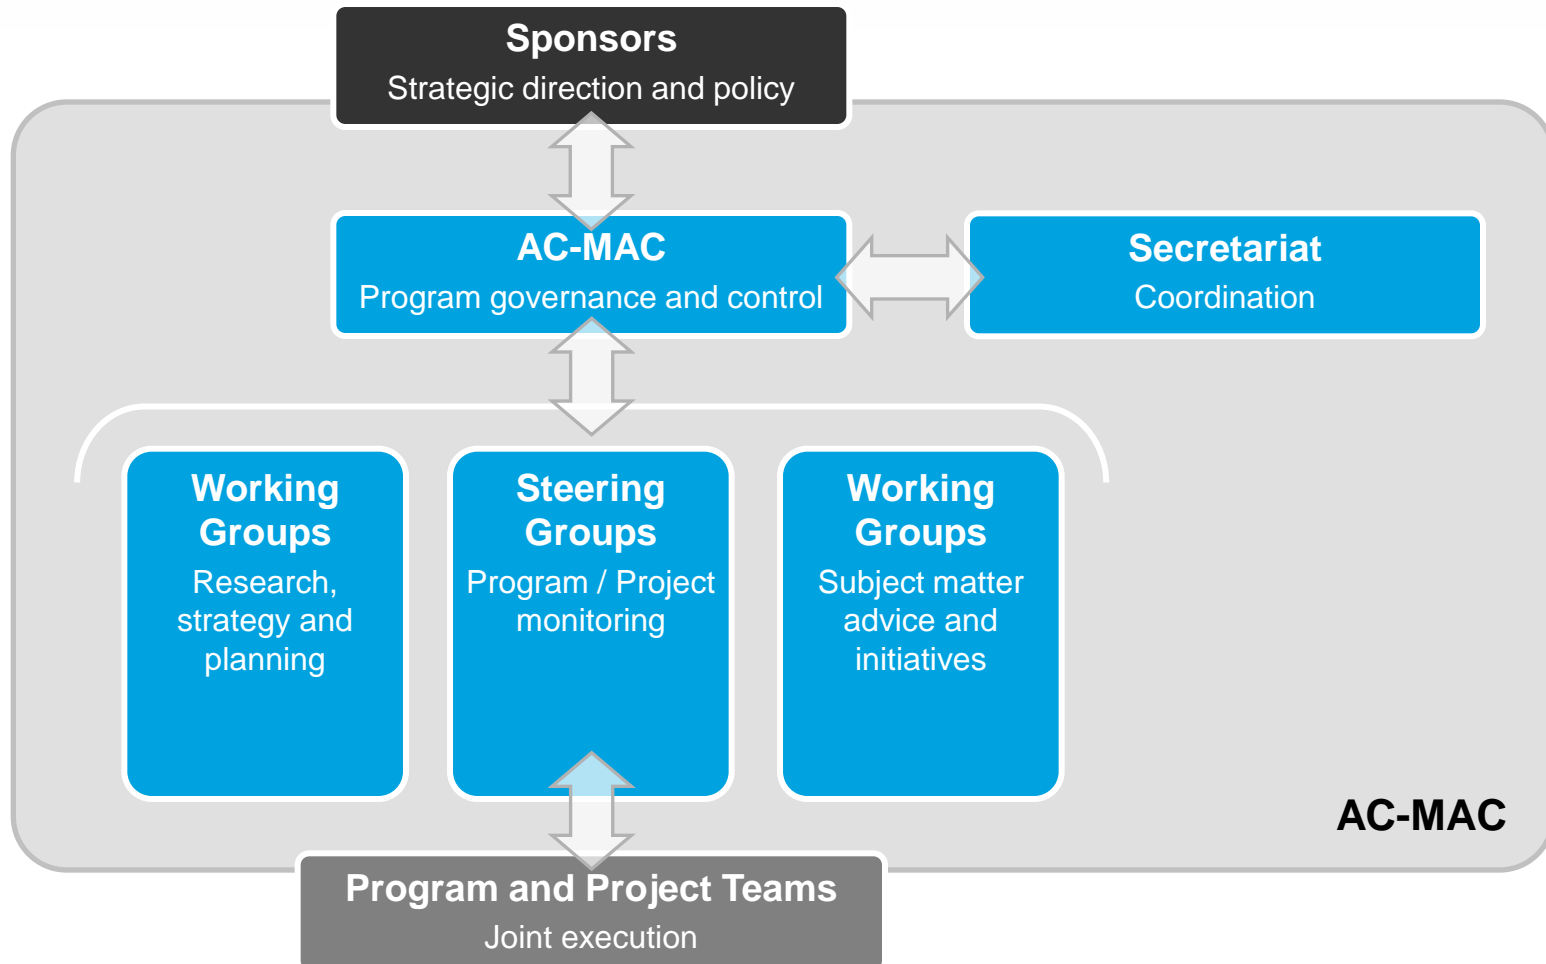 Sponsors
Strategic direction and policy
AC-MAC
Program governance and control
Secretariat
Coordination
Working
Groups
Research,
strategy and
planning
Steering
Groups
Program / Project
monitoring
Working
Groups
Subject matter
advice and
initiatives
AC-MAC
Program and Project Teams
Joint execution